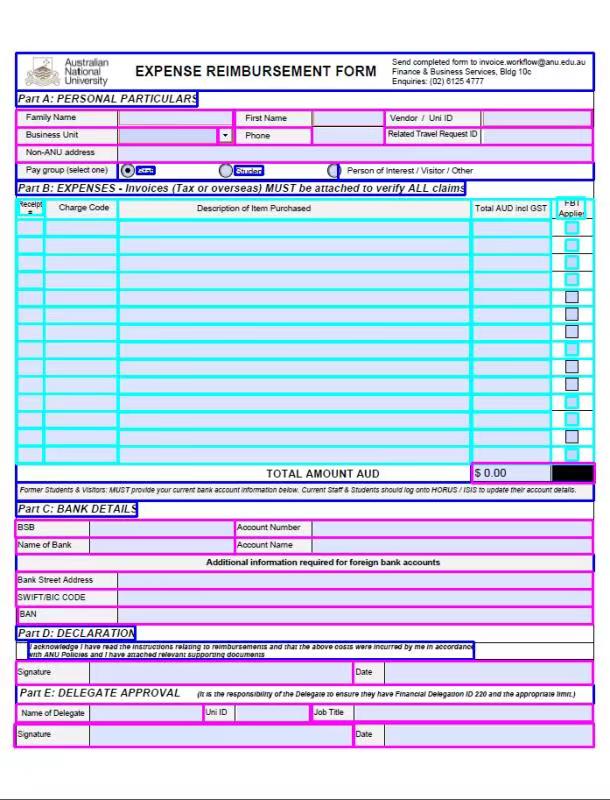 Australian
National
University
EXPENSE REIMBURSEMENT FORM
Send completed form to invoice.workflow@anu.edu.au
Finance & Business Services, Bldg 10c
Enquiries: (02) 6125 4777
Part A: PERSONAL PARTICULARS
Family Name First Name Vendor / Uni ID
Business Unit Phone Related Travel Request ID
Non-ANU address
Pay group (select one) Staff Student Person of Interest / Visitor / Other
Part B: EXPENSES - Invoices (Tax or overseas) MUST be attached to verify ALL claims
Receipt # Charge Code Description of Item Purchased Total AUD incl GST FBT Applies
TOTAL AMOUNT AUD $ 0.00
Former Students & Visitors: MUST provide your current bank account information below. Current Staff & Students should log onto HORUS / ISIS to update their account details.
Part C: BANK DETAILS
BSB Account Number
Name of Bank Account Name
Additional information required for foreign bank accounts
Bank Street Address
SWIFT/BIC CODE
IBAN
Part D: DECLARATION
I acknowledge I have read the instructions relating to reimbursements and that the above costs were incurred by me in accordance
with ANU Policies and I have attached relevant supporting documents
Signature Date
Part E: DELEGATE APPROVAL (It is the responsibility of the Delegate to ensure they have Financial Delegation ID 220 and the appropriate limit.)
Name of Delegate Uni ID Job Title
Signature Date